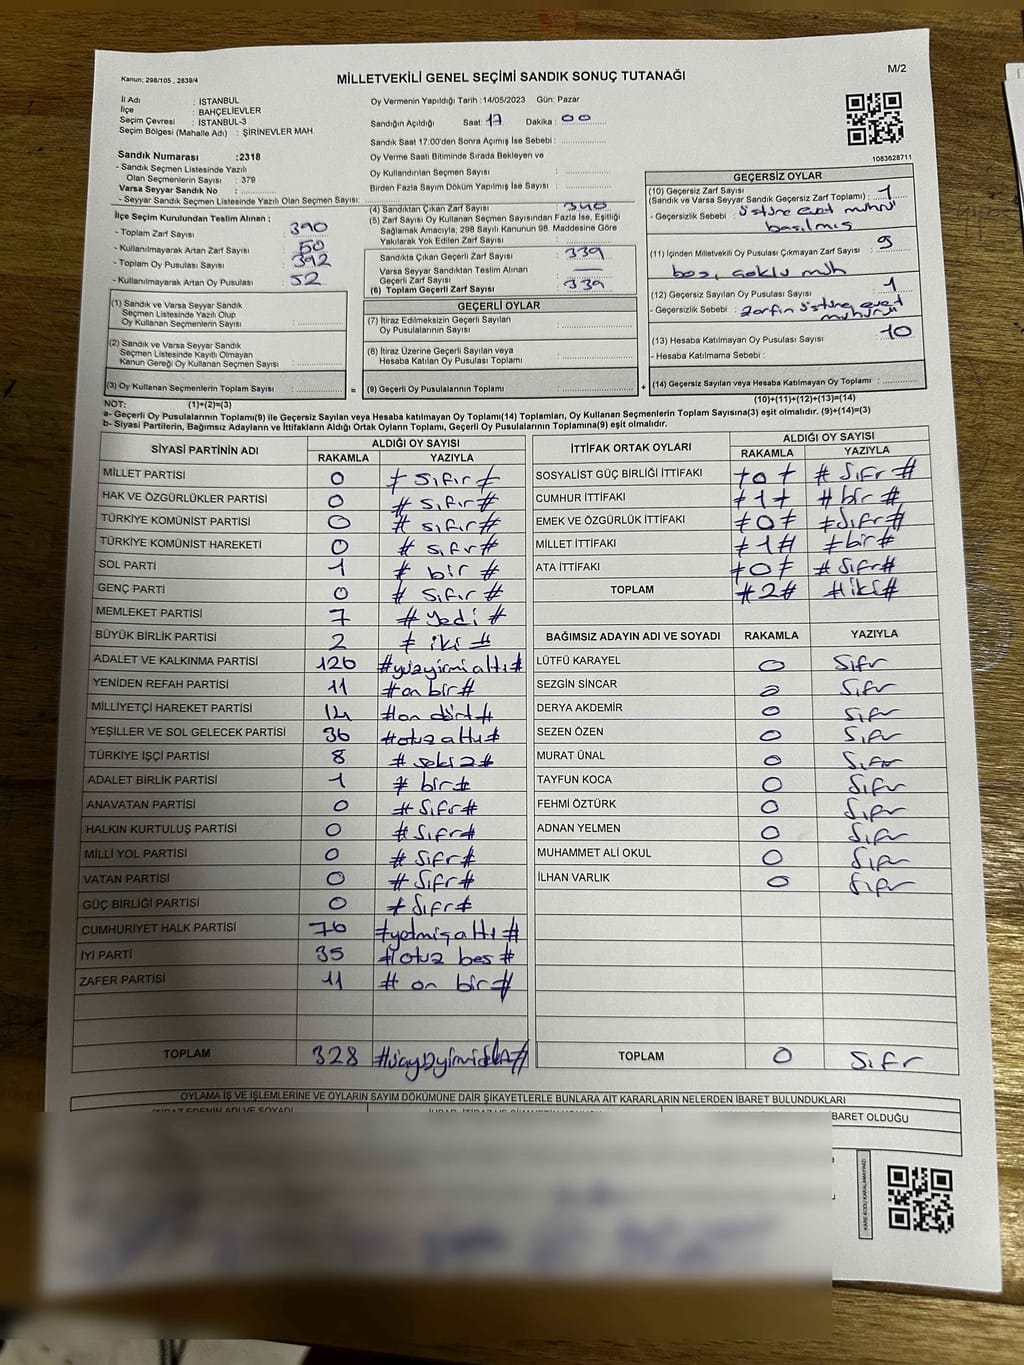 Kanun; 298/105 , 2839/4
MİLLETVEKİLİ GENEL SEÇİMİ SANDIK SONUÇ TUTANAĞI
M/2
İl Adı : İSTANBUL
İlçe : BAHÇELİEVLER
Seçim Çevresi : İSTANBUL-3
Seçim Bölgesi (Mahalle Adı) : ŞİRİNEVLER MAH.
Sandık Numarası :2318
- Sandık Seçmen Listesinde Yazılı
Olan Seçmenlerin Sayısı : 379
Varsa Seyyar Sandık No :
- Seyyar Sandık Seçmen Listesinde Yazılı Olan Seçmen Sayısı:
Oy Vermenin Yapıldığı Tarih :14/05/2023 Gün: Pazar
Sandığın Açıldığı Saat: 17 Dakika : 00
Sandık Saat 17:00'den Sonra Açılmış İse Sebebi :
Oy Verme Saati Bitiminde Sırada Bekleyen ve
Oy Kullandırılan Seçmen Sayısı :
Birden Fazla Sayım Döküm Yapılmış İse Sayısı :
1083628711
İlçe Seçim Kurulundan Teslim Alınan ;
- Toplam Zarf Sayısı : 390
- Kullanılmayarak Artan Zarf Sayısı : 50
- Toplam Oy Pusulası Sayısı : 392
- Kullanılmayarak Artan Oy Pusulası : 52
(4) Sandıktan Çıkan Zarf Sayısı : 340
(5) Zarf Sayısı Oy Kullanan Seçmen Sayısından Fazla İse, Eşitliği
Sağlamak Amacıyla; 298 Sayılı Kanunun 98. Maddesine Göre
Yakılarak Yok Edilen Zarf Sayısı :
Sandıkta Çıkan Geçerli Zarf Sayısı : 339
Varsa Seyyar Sandıktan Teslim Alınan
Geçerli Zarf Sayısı :
(6) Toplam Geçerli Zarf Sayısı : 339
GEÇERSİZ OYLAR
(10) Geçersiz Zarf Sayısı
(Sandık ve Varsa Seyyar Sandık Geçersiz Zarf Toplamı) : 1
- Geçersizlik Sebebi : üstüne evet muhru
basılmış
(11) İçinden Milletvekili Oy Pusulası Çıkmayan Zarf Sayısı : 9
boş,
(12) Geçersiz Sayılan Oy Pusulası Sayısı : 1
- Geçersizlik Sebebi : zarfın üstüne evet
(13) Hesaba Katılmayan Oy Pusulası Sayısı : 10
- Hesaba Katılmama Sebebi :
(1) Sandık ve Varsa Seyyar Sandık
Seçmen Listesinde Yazılı Olup
Oy Kullanan Seçmenlerin Sayısı :
(2) Sandık ve Varsa Seyyar Sandık
Seçmen Listesinde Kayıtlı Olmayan
Kanun Gereği Oy Kullanan Seçmen Sayısı :
(3) Oy Kullanan Seçmenlerin Toplam Sayısı :
GEÇERLİ OYLAR
(7) İtiraz Edilmeksizin Geçerli Sayılan
Oy Pusulalarının Sayısı :
(8) İtiraz Üzerine Geçerli Sayılan veya
Hesaba Katılan Oy Pusulası Toplamı :
= (9) Geçerli Oy Pusulalarının Toplamı :
+ (14) Geçersiz Sayılan veya Hesaba Katılmayan Oy Toplamı :
NOT: (1)+(2)=(3)
(10)+(11)+(12)+(13)=(14)
a- Geçerli Oy Pusulalarının Toplamı(9) ile Geçersiz Sayılan veya Hesaba katılmayan Oy Toplamı(14) Toplamları, Oy Kullanan Seçmenlerin Toplam Sayısına(3) eşit olmalıdır. (9)+(14)=(3)
b- Siyasi Partilerin, Bağımsız Adayların ve İttifakların Aldığı Ortak Oyların Toplamı, Geçerli Oy Pusulalarının Toplamına(9) eşit olmalıdır.
SİYASİ PARTİNİN ADI ALDIĞI OY SAYISI
RAKAMLA YAZIYLA
MİLLET PARTİSİ 0 # sıfır #
HAK VE ÖZGÜRLÜKLER PARTİSİ 0 # sıfır #
TÜRKİYE KOMÜNİST PARTİSİ 0 # sıfır #
TÜRKİYE KOMÜNİST HAREKETİ 0 # sıfır #
SOL PARTİ 1 # bir #
GENÇ PARTİ 0 # sıfır #
MEMLEKET PARTİSİ 7 # yedi #
BÜYÜK BİRLİK PARTİSİ 2 # iki #
ADALET VE KALKINMA PARTİSİ 126 #yüzyirmi altı #
YENİDEN REFAH PARTİSİ 11 #on bir #
MİLLİYETÇİ HAREKET PARTİSİ 14 #on dört #
YEŞİLLER VE SOL GELECEK PARTİSİ 36 #otuz altı #
TÜRKİYE İŞÇİ PARTİSİ 8 # sekiz #
ADALET BİRLİK PARTİSİ 1 # bir #
ANAVATAN PARTİSİ 0 # Sıfır #
HALKIN KURTULUŞ PARTİSİ 0 # Sıfır #
MİLLİ YOL PARTİSİ 0 # Sıfır #
VATAN PARTİSİ 0 # Sıfır #
GÜÇ BİRLİĞİ PARTİSİ 0 # Sıfır #
CUMHURİYET HALK PARTİSİ 76 #yetmiş altı #
İYİ PARTİ 35 #otuz beş #
ZAFER PARTİSİ 11 # on bir #
TOPLAM 328
İTTİFAK ORTAK OYLARI ALDIĞI OY SAYISI
RAKAMLA YAZIYLA
SOSYALİST GÜÇ BİRLİĞİ İTTİFAKI #0# # Sıfır #
CUMHUR İTTİFAKI #1# # bir #
EMEK VE ÖZGÜRLÜK İTTİFAKI #0# #Sıfır #
MİLLET İTTİFAKI #1# #bir #
ATA İTTİFAKI #0# # Sıfır #
TOPLAM #2# #iki #
BAĞIMSIZ ADAYIN ADI VE SOYADI RAKAMLA YAZIYLA
LÜTFÜ KARAYEL 0 Sıfır
SEZGİN SİNCAR 0 Sıfır
DERYA AKDEMİR 0 Sıfır
SEZEN ÖZEN 0 Sıfır
MURAT ÜNAL 0 Sıfır
TAYFUN KOCA 0 Sıfır
FEHMİ ÖZTÜRK 0 Sıfır
ADNAN YELMEN 0 Sıfır
MUHAMMET ALİ OKUL 0 Sıfır
İLHAN VARLIK 0 Sıfır
TOPLAM 0 Sıfır
OYLAMA İŞ VE İŞLEMLERİNE VE OYLARIN SAYIM DÖKÜMÜNE DAİR ŞİKAYETLERLE BUNLARA AİT KARARLARIN NELERDEN İBARET BULUNDUKLARI
İTİRAZ EDENİN ADI VE SOYADI
BARET OLDUĞU